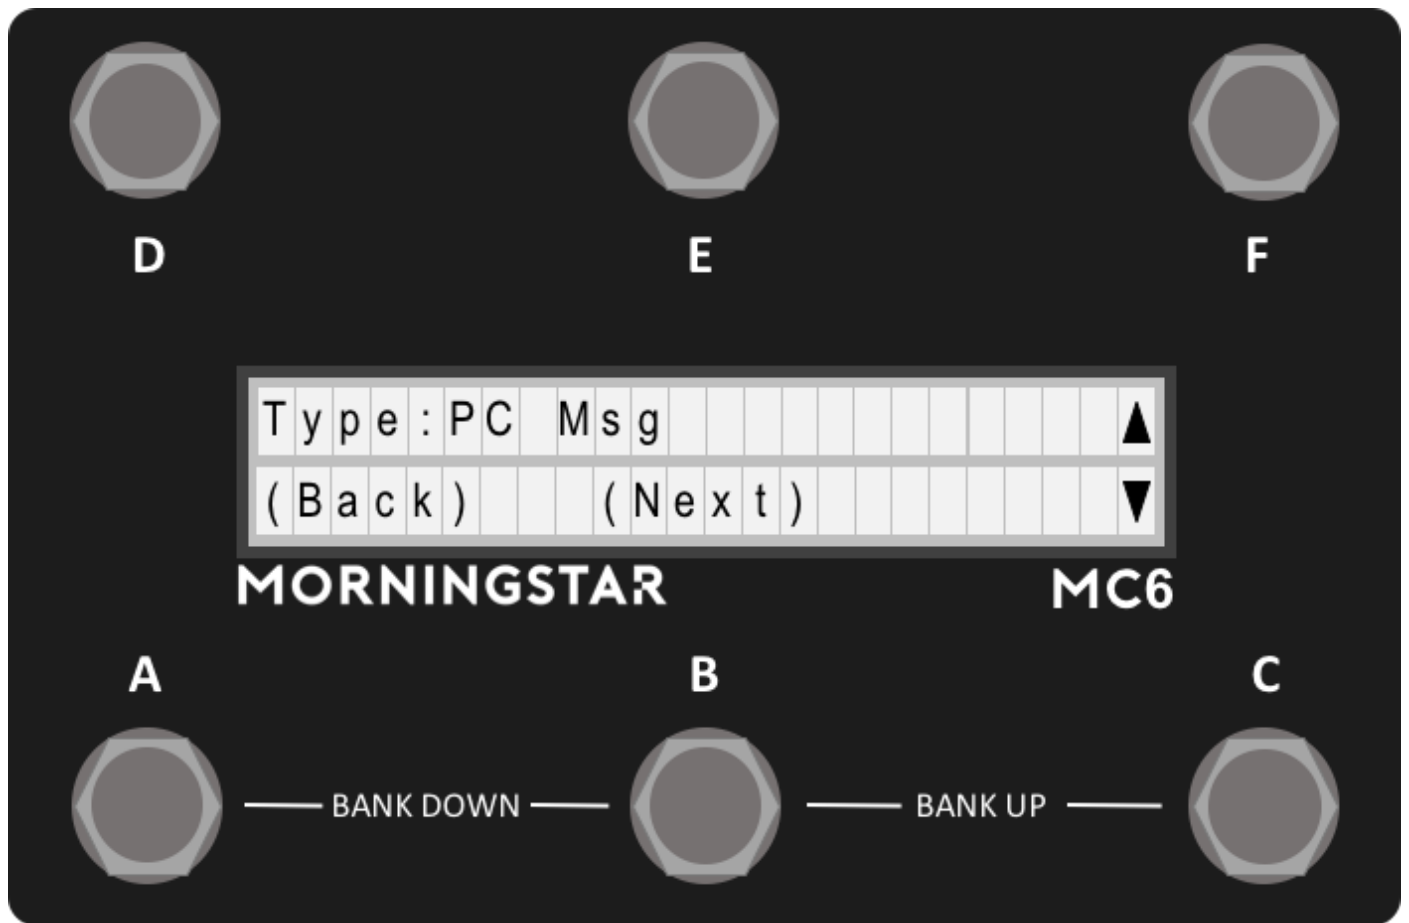 D E F
Type:PC Msg ▲
(Back) (Next) ▼
MORNINGSTAR MC6
A B C
BANK DOWN BANK UP